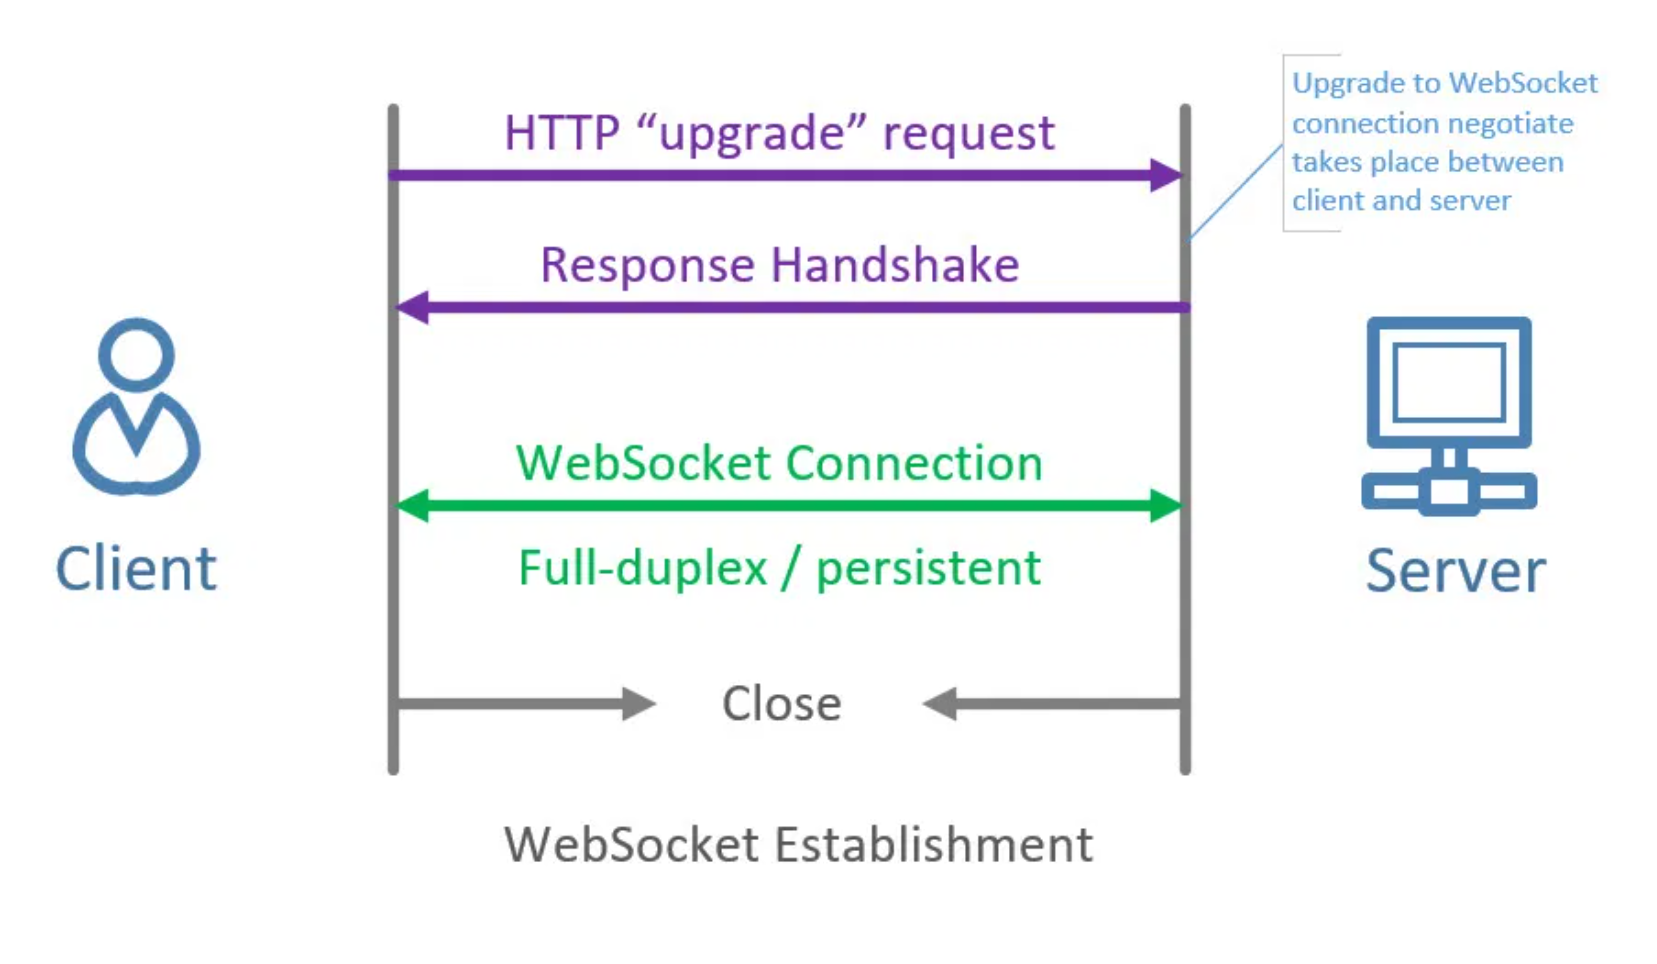 HTTP “upgrade” request
Upgrade to WebSocket
connection negotiate
takes place between
client and server
Response Handshake
WebSocket Connection
Full-duplex / persistent
Client
Server
Close
WebSocket Establishment